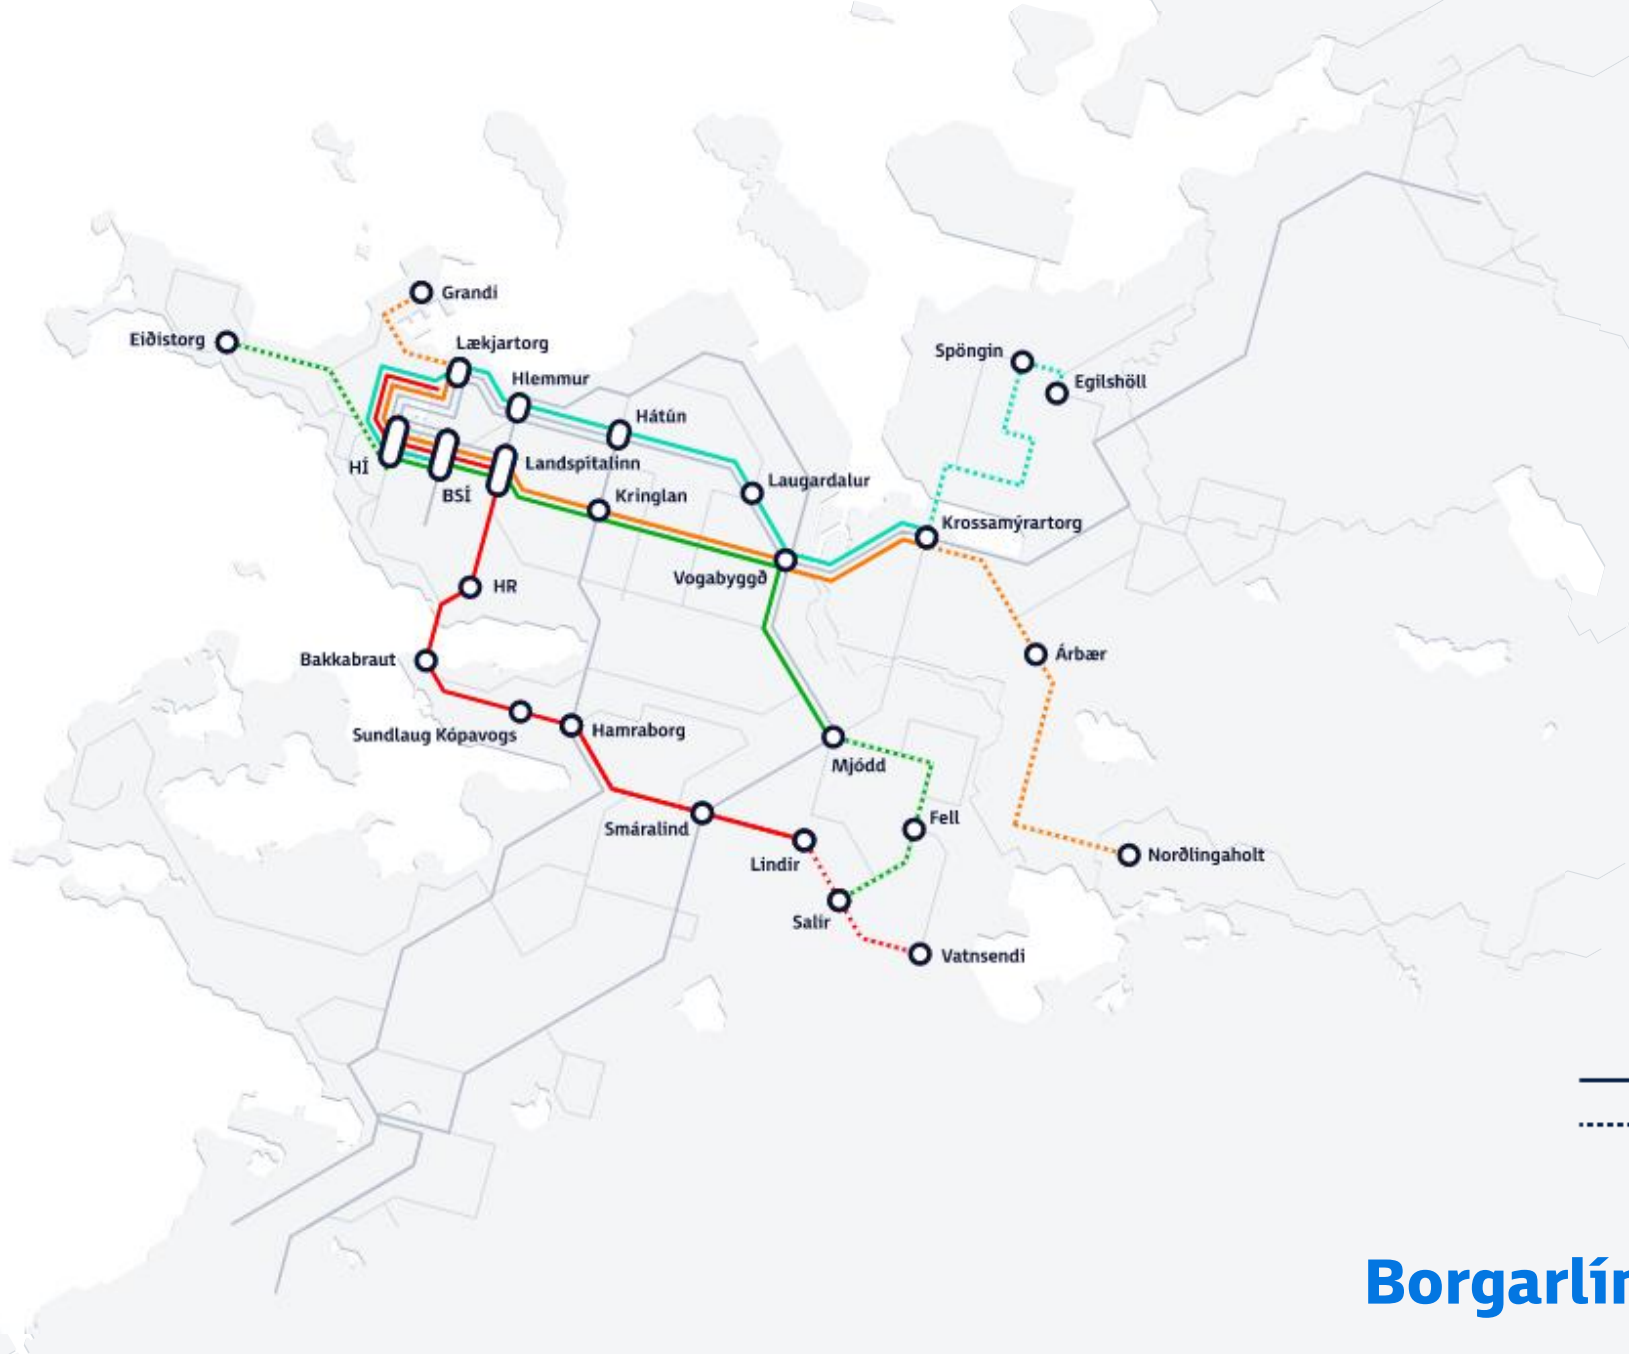 Grandi
Eiðistorg
Lækjartorg
Spöngin
Hlemmur
Egilshöll
Hátún
HÍ
Landspítalinn
BSÍ
Laugardalur
Kringlan
Krossamýrartorg
Vogabyggð
HR
Bakkabraut
Árbær
Sundlaug Kópavogs
Hamraborg
Mjódd
Smáralind
Fell
Lindir
Norðlingaholt
Salir
Vatnsendi
Borgarlín